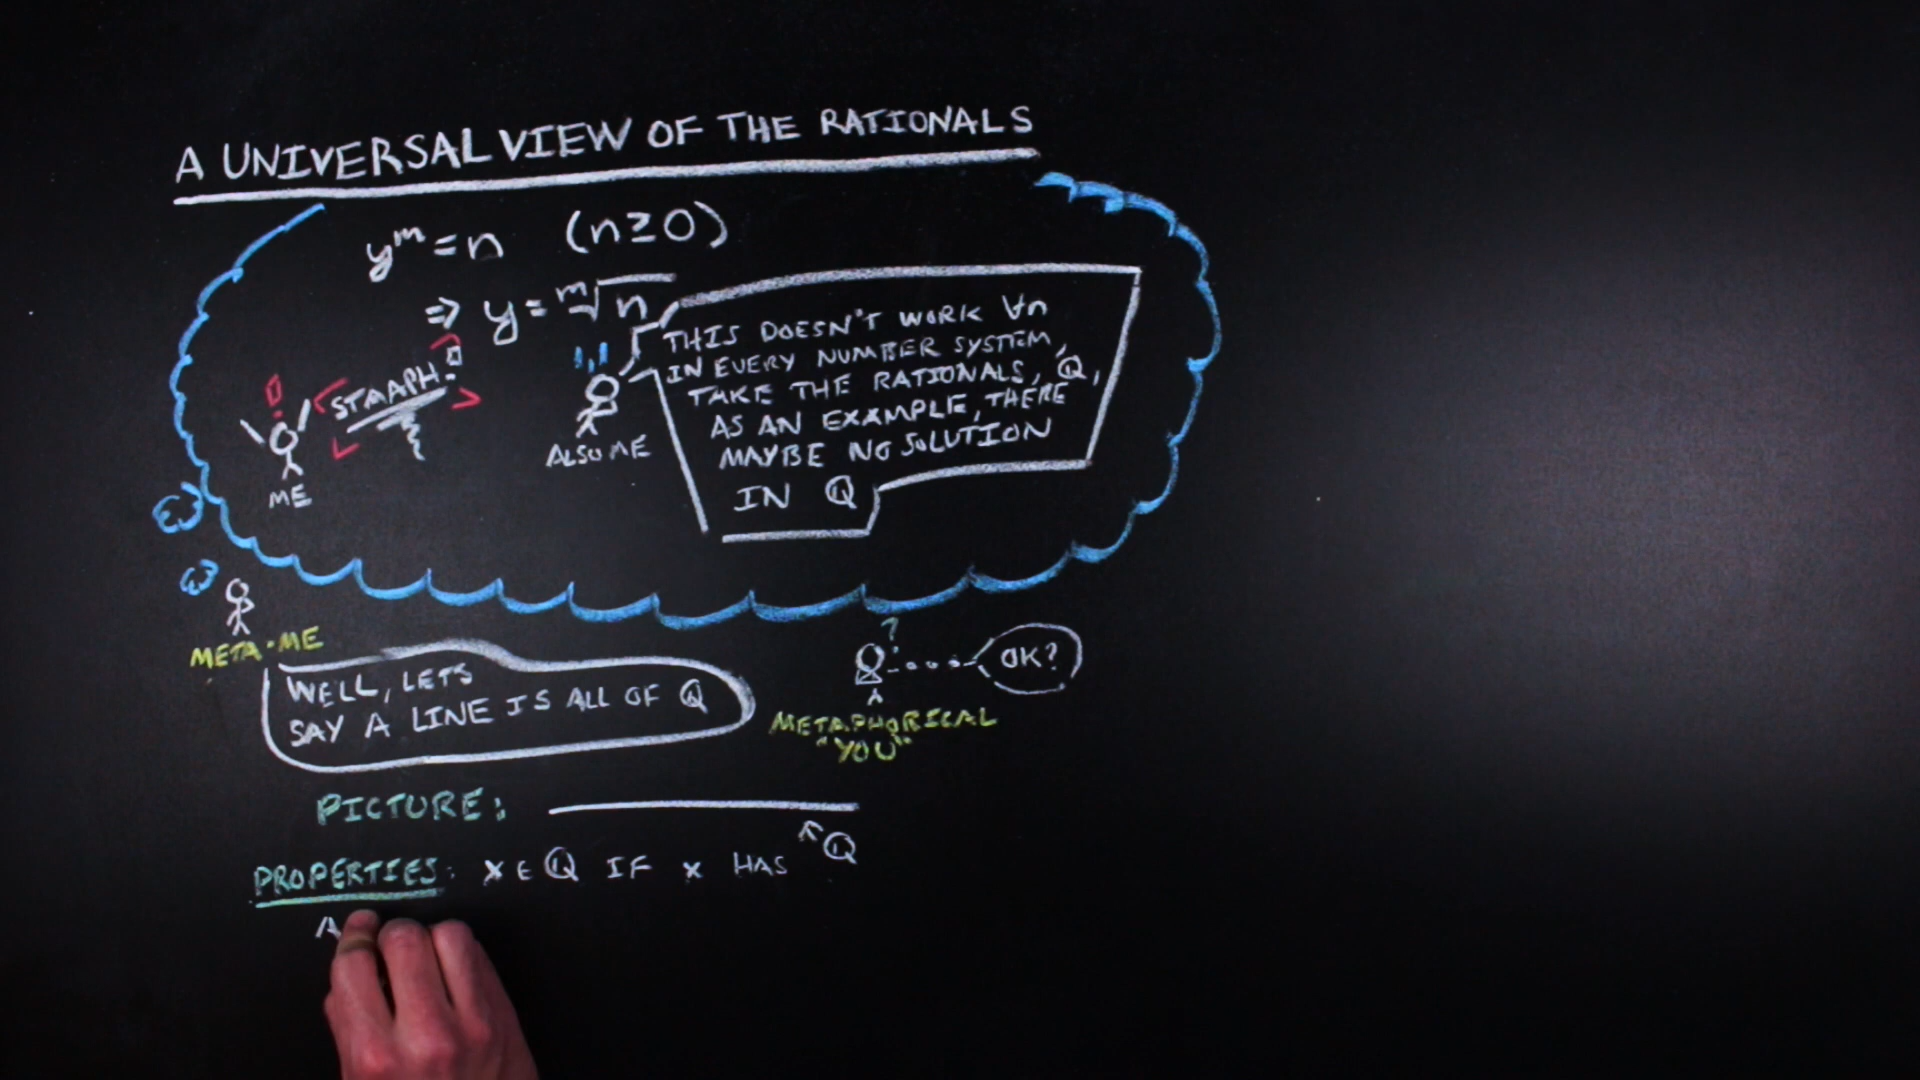 A UNIVERSAL VIEW OF THE RATIONALS
yᵐ = n (n ≥ 0)
⇒ y = ᵐ√n
STAAPH!
ME
ALSO ME
THIS DOESN'T WORK ∀n
IN EVERY NUMBER SYSTEM,
TAKE THE RATIONALS, ℚ,
AS AN EXAMPLE, THERE
MAYBE NO SOLUTION
IN ℚ
META-ME
WELL, LETS
SAY A LINE IS ALL OF ℚ
?
OK?
METAPHORICAL
"YOU"
PICTURE:
ℚ
PROPERTIES: x ∈ ℚ IF x HAS
A